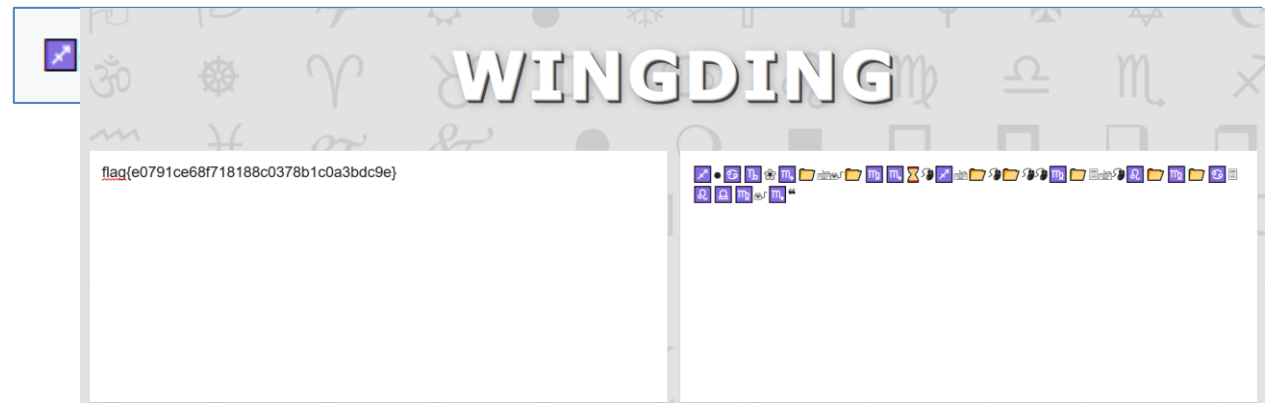 WINGDING
flag{e0791ce68f718188c0378b1c0a3bdc9e}
♐●♋♑❀♏📁🖮✇📁♍♏⌛🖰♐🖮📁🖰📁🖰🖰♍📁🗏🖮🖰♌📁♍📁♋🗏
♌♎♍✇♏❝